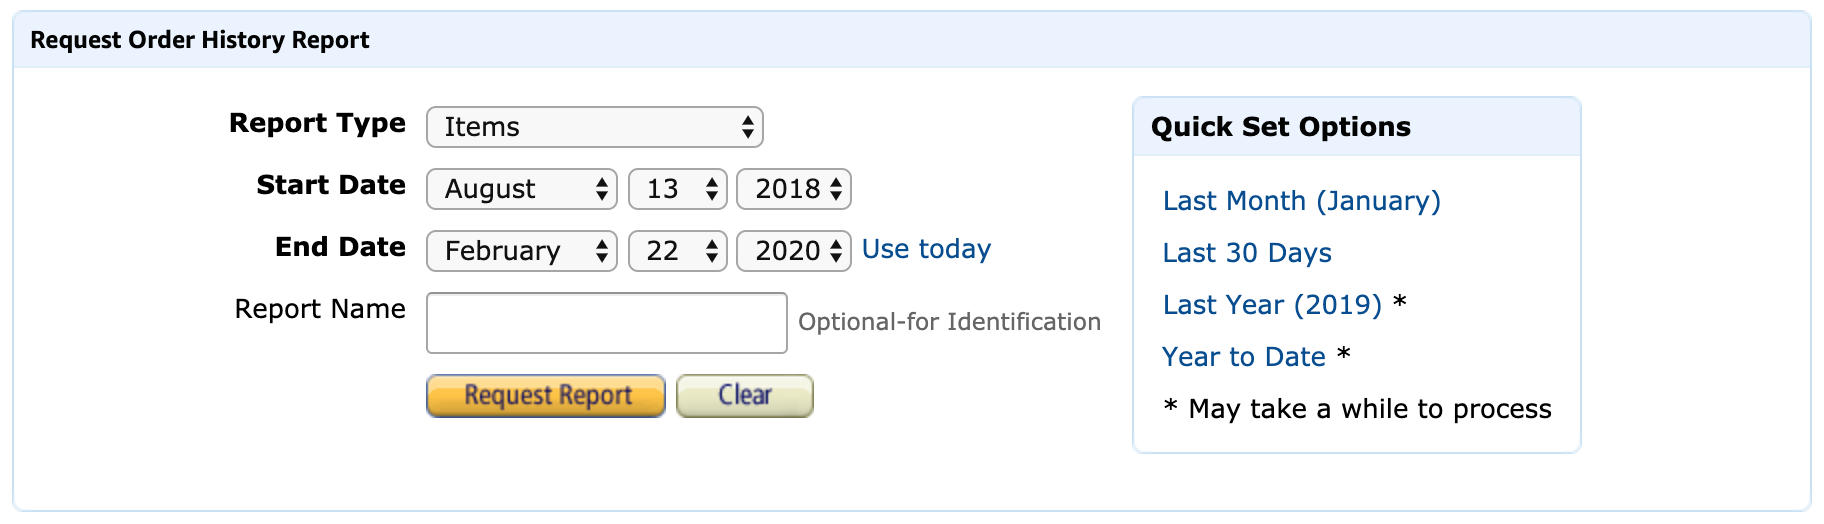 Request Order History Report
Report Type Items
Start Date August 13 2018
End Date February 22 2020 Use today
Report Name Optional-for Identification
Request Report Clear
Quick Set Options
Last Month (January)
Last 30 Days
Last Year (2019) *
Year to Date *
* May take a while to process